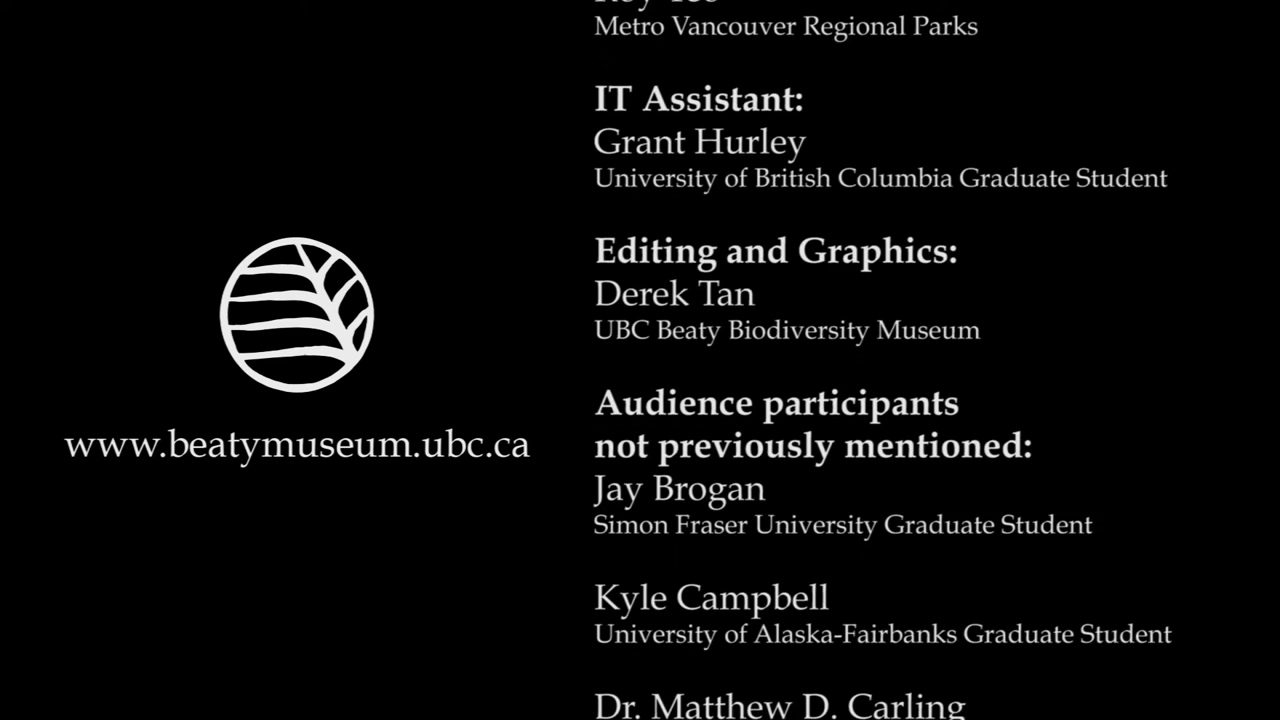 Metro Vancouver Regional Parks
IT Assistant:
Grant Hurley
University of British Columbia Graduate Student
Editing and Graphics:
Derek Tan
UBC Beaty Biodiversity Museum
www.beatymuseum.ubc.ca
Audience participants
not previously mentioned:
Jay Brogan
Simon Fraser University Graduate Student
Kyle Campbell
University of Alaska-Fairbanks Graduate Student
Dr. Matthew D. Carling